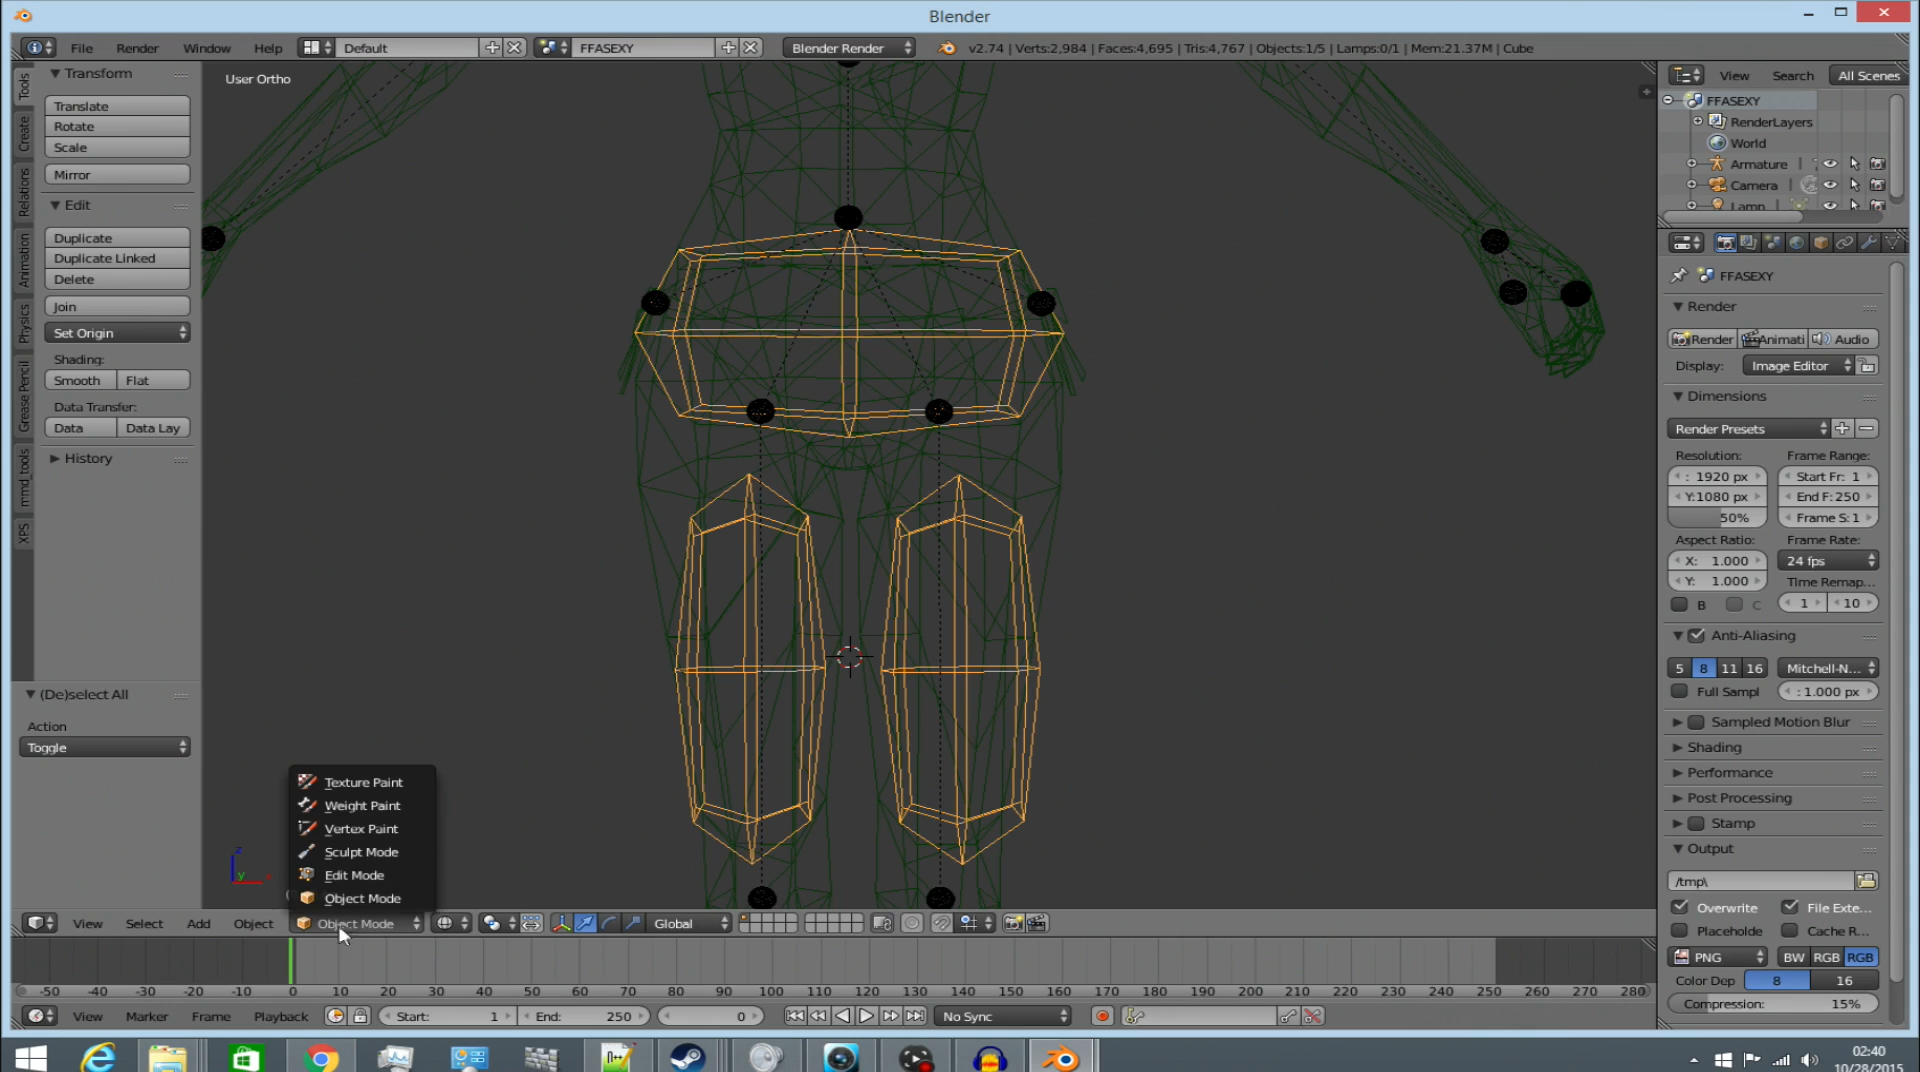 Blender
File Render Window Help Default FFASEXY Blender Render v2.74 | Verts:2,984 | Faces:4,695 | Tris:4,767 | Objects:1/5 | Lamps:0/1 | Mem:21.37M | Cube
Tools
Create
Relations
Animation
Physics
Grease Pencil
mmd_tools
XPS
Transform
Translate
Rotate
Scale
Mirror
Edit
Duplicate
Duplicate Linked
Delete
Join
Set Origin
Shading:
Smooth Flat
Data Transfer:
Data Data Lay
History
(De)select All
Action
Toggle
User Ortho
z
y
Texture Paint
Weight Paint
Vertex Paint
Sculpt Mode
Edit Mode
Object Mode
View Select Add Object Object Mode Global
-50 -40 -30 -20 -10 0 10 20 30 40 50 60 70 80 90 100 110 120 130 140 150 160 170 180 190 200 210 220 230 240 250 260 270 280
View Marker Frame Playback Start: 1 End: 250 0 No Sync
View Search All Scenes
FFASEXY
RenderLayers
World
Armature
Camera
Lamp
FFASEXY
Render
Render Animati Audio
Display: Image Editor
Dimensions
Render Presets
Resolution: Frame Range:
: 1920 px Start Fr: 1
Y:1080 px End F: 250
50% Frame S: 1
Aspect Ratio: Frame Rate:
X: 1.000 24 fps
Y: 1.000 Time Remap...
B C 1 10
Anti-Aliasing
5 8 11 16 Mitchell-N...
Full Sampl : 1.000 px
Sampled Motion Blur
Shading
Performance
Post Processing
Stamp
Output
/tmp\
Overwrite File Exte...
Placeholde Cache R...
PNG BW RGB RGB
Color Dep 8 16
Compression: 15%
n++
02:40
10/28/2015